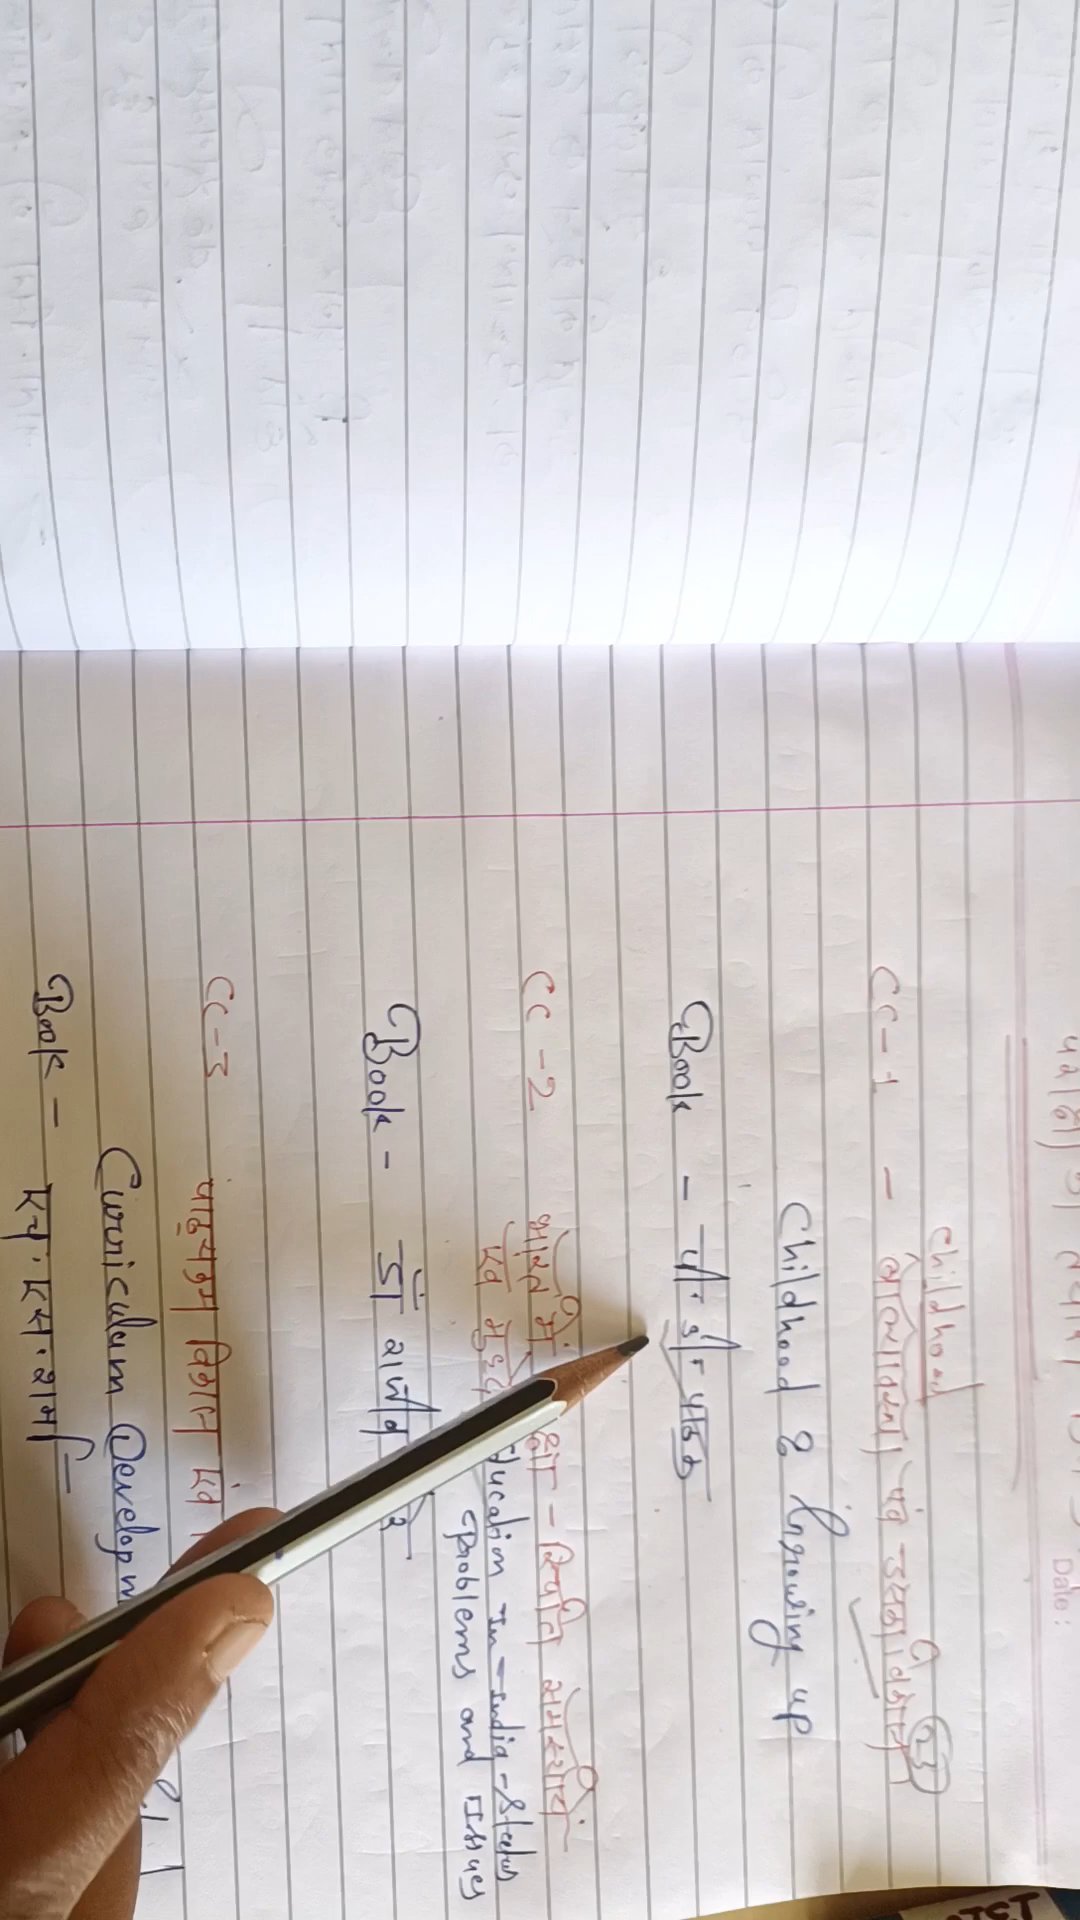 Date:
Childhood
CC-1 - बाल्यावस्था एवं उसका विकास
Childhood & Growing up
Book - पी. डी. पाठक
CC-2 भारत में
शिक्षा - स्थिति समस्याएं
एवं मुद्दे
Education In India - Status
Problems and Issues
Book - डॉ राजीव
CC-3 पाठ्यक्रम विकास एवं
Curriculum Developm
Book - एन. एस. शर्मा